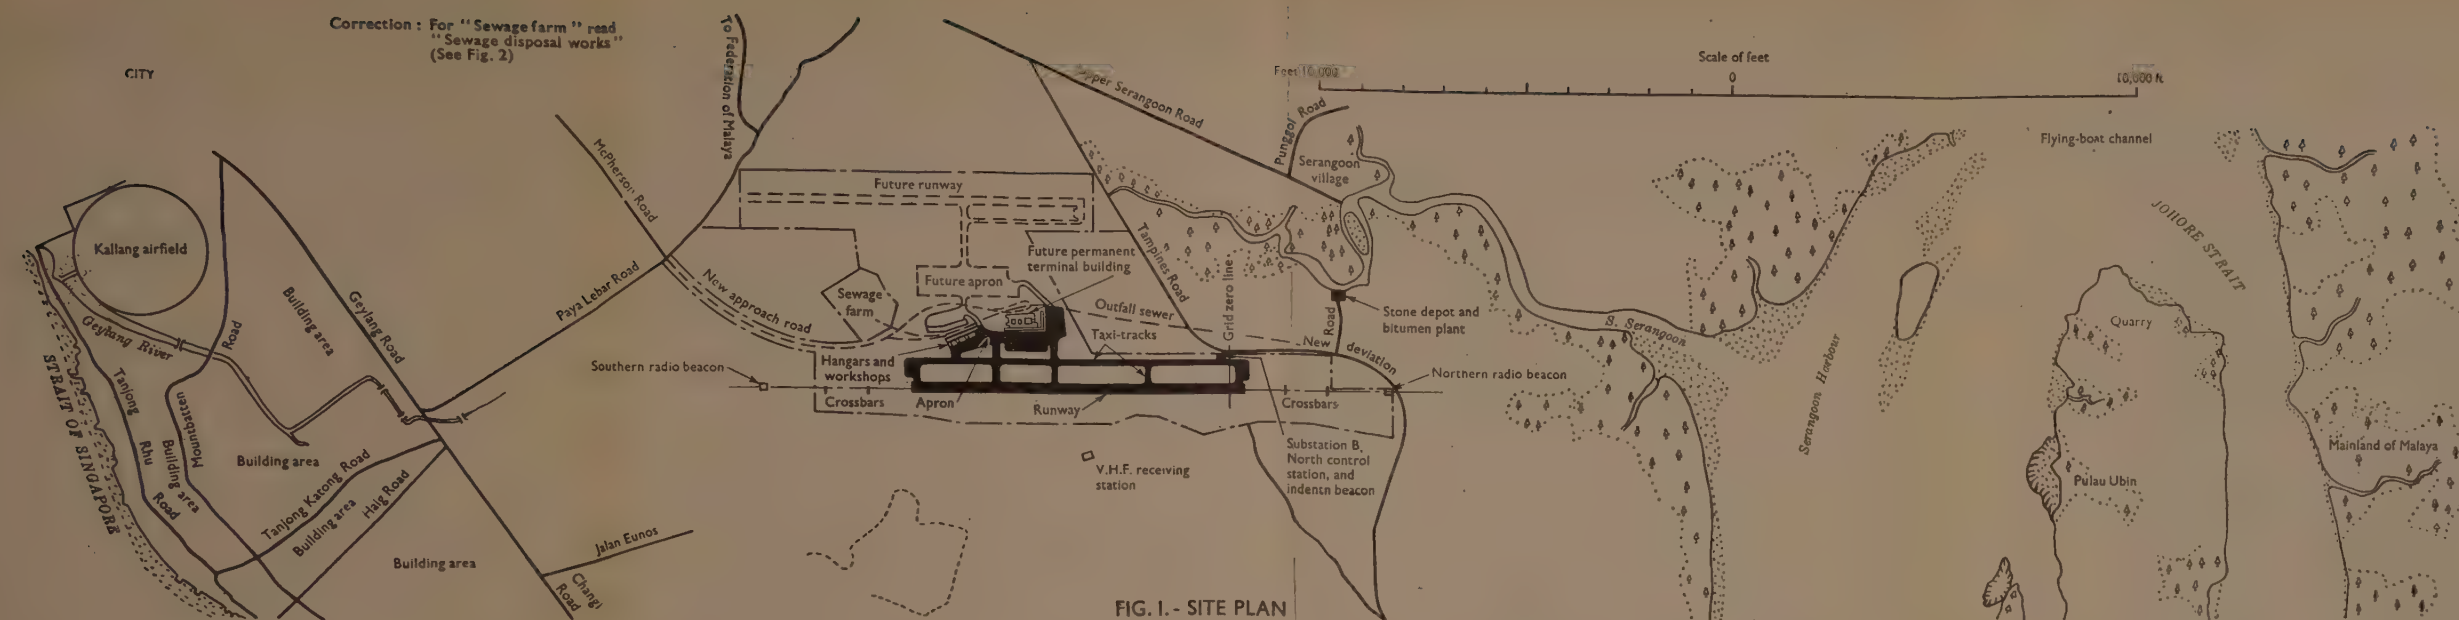 Correction : For "Sewage farm" read
"Sewage disposal works"
(See Fig. 2)
CITY
To Federation of Malaya
Upper Serangoon Road
Punggol Road
Feet 10,000
Scale of feet
0
10,000 ft
Flying-boat channel
JOHORE STRAIT
McPherson Road
Serangoon
village
Future runway
Kallang airfield
Future permanent
terminal building
Tampines Road
Grid zero line
Geylang Road
Building area
Paya Lebar Road
New approach road
Sewage
farm
Future apron
Outfall sewer
Taxi-tracks
Stone depot and
bitumen plant
Road
New deviation
S. Serangoon
Serangoon Harbour
Quarry
Geylang River
Road
STRAIT OF SINGAPORE
Tanjong
Rhu
Road
Mountbatten
Building area
Southern radio beacon
Hangars and
workshops
Crossbars
Apron
Runway
Crossbars
Northern radio beacon
Building area
Tanjong Katong Road
Building area
Haig Road
Building area
Jalan Eunos
Changi
Road
V.H.F. receiving
station
Substation B,
North control
station, and
indentn beacon
Mainland of Malaya
Pulau Ubin
FIG. 1. - SITE PLAN